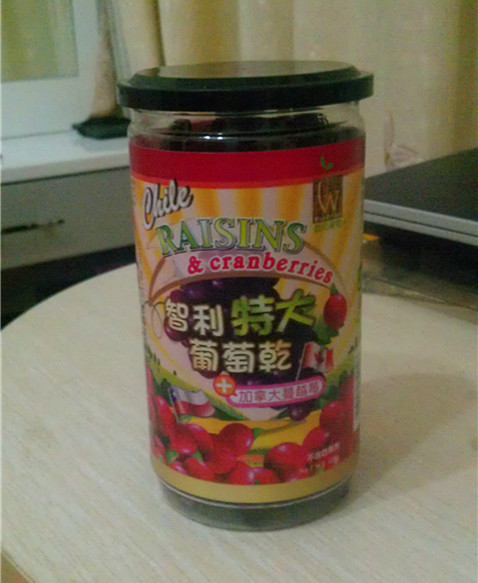 Chile
RAISINS
& cranberries
智利特大
葡萄乾
+加拿大蔓越莓